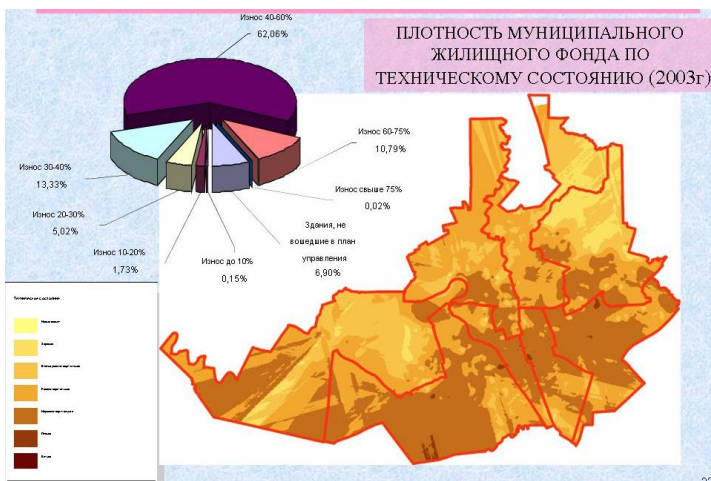 Износ 40-60%
62,06%
ПЛОТНОСТЬ МУНИЦИПАЛЬНОГО
ЖИЛИЩНОГО ФОНДА ПО
ТЕХНИЧЕСКОМУ СОСТОЯНИЮ (2003г)
Износ 60-75%
10,79%
Износ 30-40%
13,33%
Износ свыше 75%
0,02%
Износ 20-30%
5,02%
Здания, не
вошедшие в план
управления
6,90%
Износ 10-20%
1,73%
Износ до 10%
0,15%